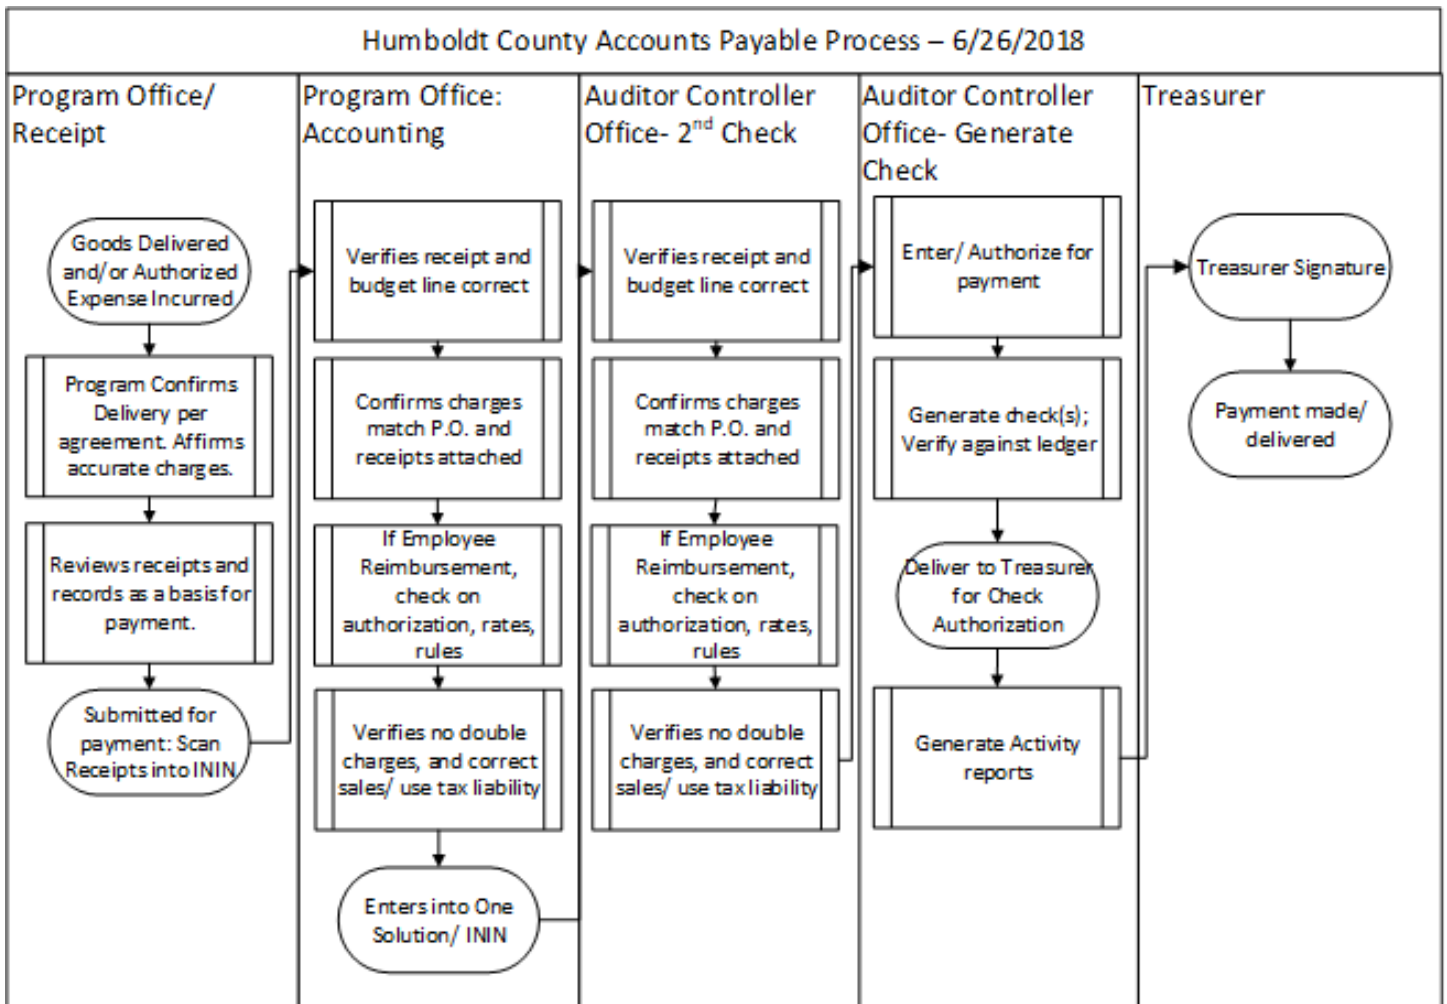 Humboldt County Accounts Payable Process – 6/26/2018
Program Office/
Receipt
Goods Delivered
and/or Authorized
Expense Incurred
Program Confirms
Delivery per
agreement. Affirms
accurate charges.
Reviews receipts and
records as a basis for
payment.
Submitted for
payment: Scan
Receipts into ININ
Program Office:
Accounting
Verifies receipt and
budget line correct
Confirms charges
match P.O. and
receipts attached
If Employee
Reimbursement,
check on
authorization, rates,
rules
Verifies no double
charges, and correct
sales/ use tax liability
Enters into One
Solution/ ININ
Auditor Controller
Office- 2nd Check
Verifies receipt and
budget line correct
Confirms charges
match P.O. and
receipts attached
If Employee
Reimbursement,
check on
authorization, rates,
rules
Verifies no double
charges, and correct
sales/ use tax liability
Auditor Controller
Office- Generate
Check
Enter/ Authorize for
payment
Generate check(s);
Verify against ledger
Deliver to Treasurer
for Check
Authorization
Generate Activity
reports
Treasurer
Treasurer Signature
Payment made/
delivered